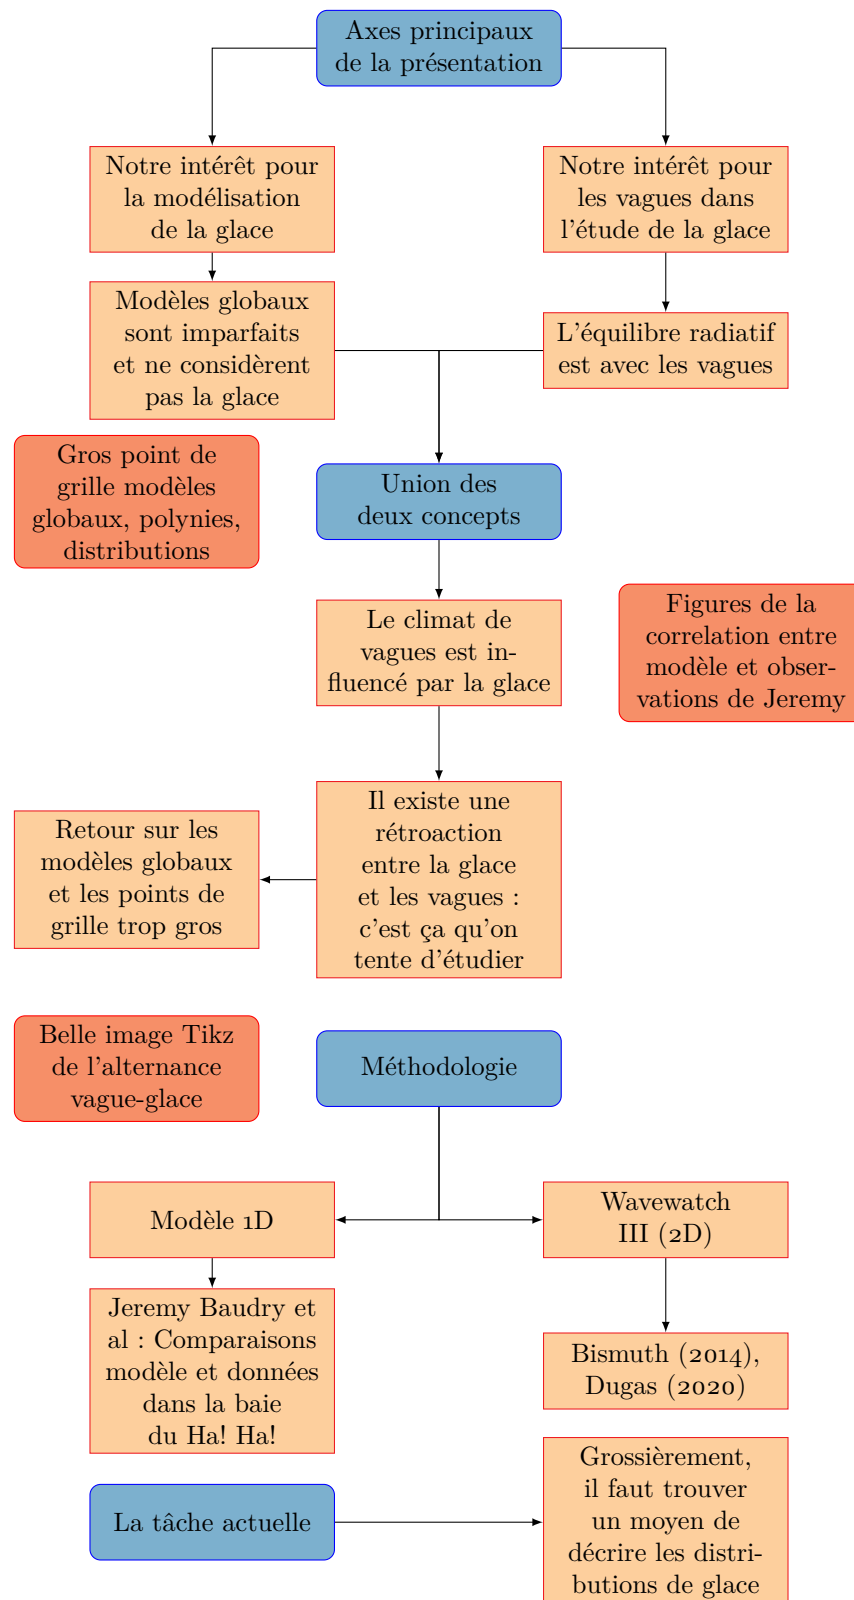 Axes principaux
de la présentation
Notre intérêt pour
la modélisation
de la glace
Notre intérêt pour
les vagues dans
l'étude de la glace
Modèles globaux
sont imparfaits
et ne considèrent
pas la glace
L'équilibre radiatif
est avec les vagues
Gros point de
grille modèles
globaux, polynies,
distributions
Union des
deux concepts
Le climat de
vagues est in-
fluencé par la glace
Figures de la
correlation entre
modèle et obser-
vations de Jeremy
Il existe une
rétroaction
entre la glace
et les vagues :
c'est ça qu'on
tente d'étudier
Retour sur les
modèles globaux
et les points de
grille trop gros
Belle image Tikz
de l'alternance
vague-glace
Méthodologie
Modèle 1D
Wavewatch
III (2D)
Jeremy Baudry et
al : Comparaisons
modèle et données
dans la baie
du Ha! Ha!
Bismuth (2014),
Dugas (2020)
La tâche actuelle
Grossièrement,
il faut trouver
un moyen de
décrire les distri-
butions de glace